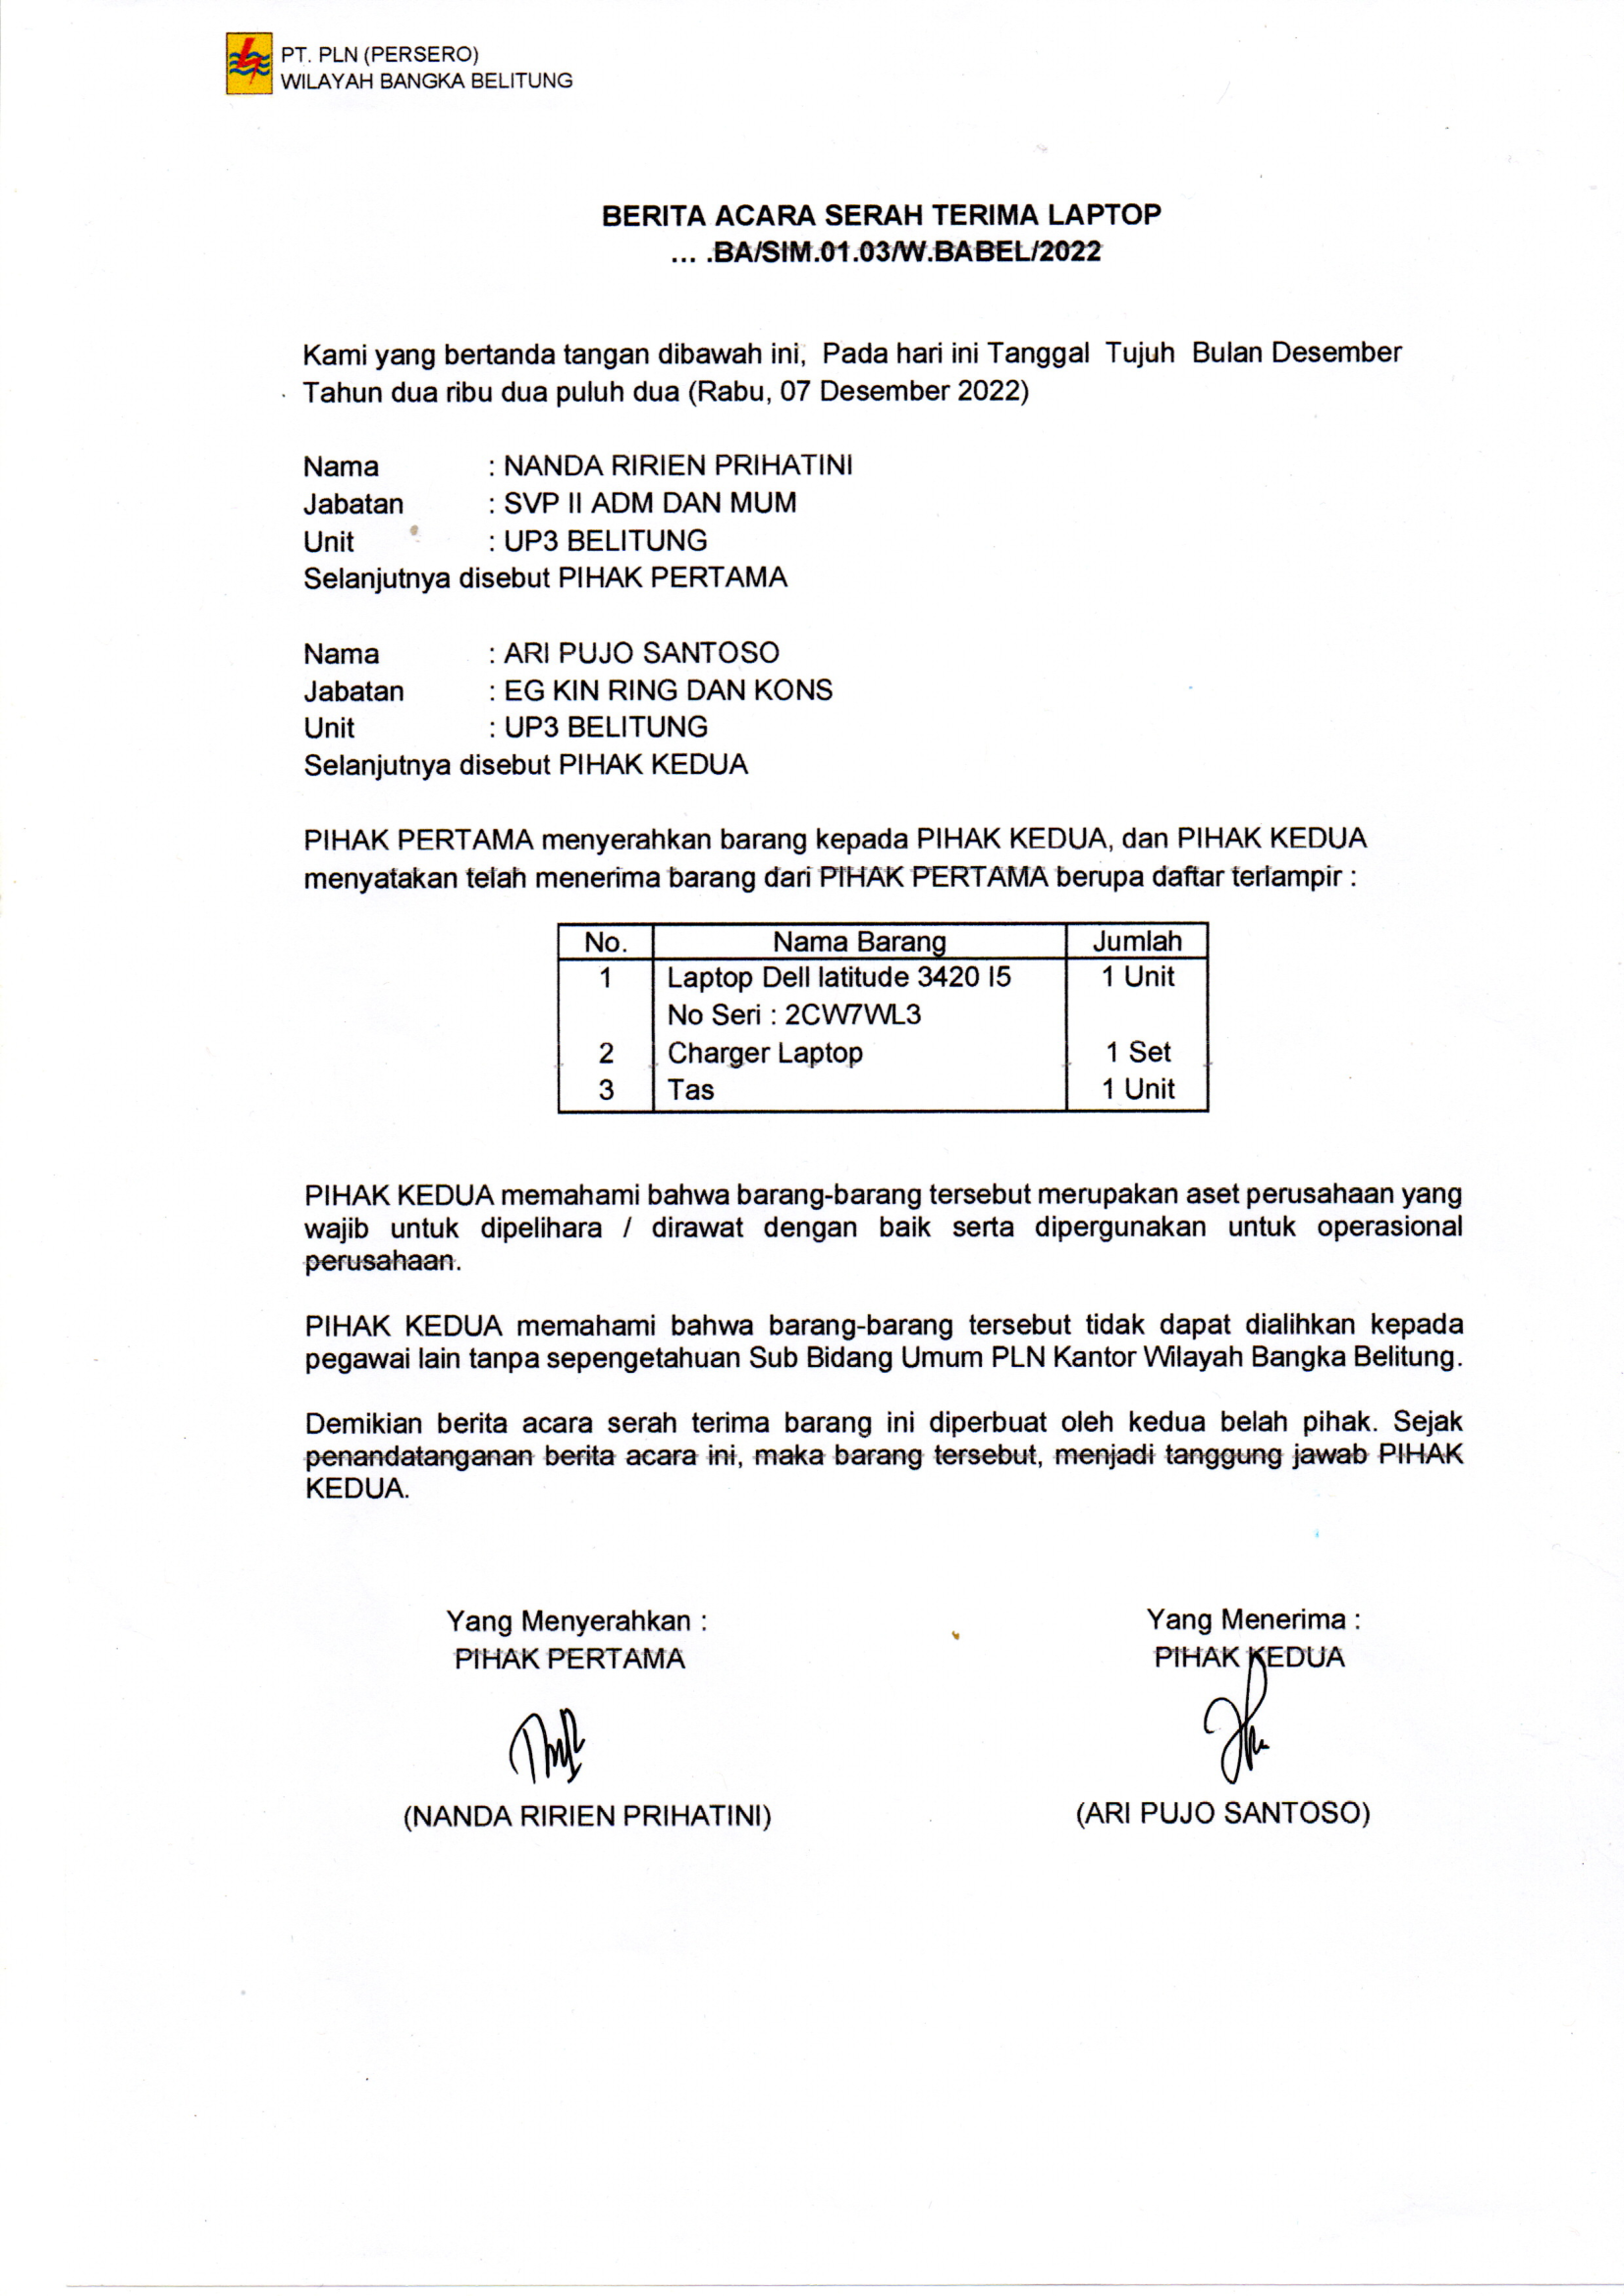 PT. PLN (PERSERO)
WILAYAH BANGKA BELITUNG
BERITA ACARA SERAH TERIMA LAPTOP
... .BA/SIM.01.03/W.BABEL/2022
Kami yang bertanda tangan dibawah ini, Pada hari ini Tanggal Tujuh Bulan Desember
Tahun dua ribu dua puluh dua (Rabu, 07 Desember 2022)
Nama : NANDA RIRIEN PRIHATINI
Jabatan : SVP II ADM DAN MUM
Unit : UP3 BELITUNG
Selanjutnya disebut PIHAK PERTAMA
Nama : ARI PUJO SANTOSO
Jabatan : EG KIN RING DAN KONS
Unit : UP3 BELITUNG
Selanjutnya disebut PIHAK KEDUA
PIHAK PERTAMA menyerahkan barang kepada PIHAK KEDUA, dan PIHAK KEDUA
menyatakan telah menerima barang dari PIHAK PERTAMA berupa daftar terlampir :
No. Nama Barang Jumlah
1 Laptop Dell latitude 3420 I5 1 Unit
No Seri : 2CW7WL3
2 Charger Laptop 1 Set
3 Tas 1 Unit
PIHAK KEDUA memahami bahwa barang-barang tersebut merupakan aset perusahaan yang
wajib untuk dipelihara / dirawat dengan baik serta dipergunakan untuk operasional
perusahaan.
PIHAK KEDUA memahami bahwa barang-barang tersebut tidak dapat dialihkan kepada
pegawai lain tanpa sepengetahuan Sub Bidang Umum PLN Kantor Wilayah Bangka Belitung.
Demikian berita acara serah terima barang ini diperbuat oleh kedua belah pihak. Sejak
penandatanganan berita acara ini, maka barang tersebut, menjadi tanggung jawab PIHAK
KEDUA.
Yang Menyerahkan : Yang Menerima :
PIHAK PERTAMA PIHAK KEDUA
(NANDA RIRIEN PRIHATINI) (ARI PUJO SANTOSO)